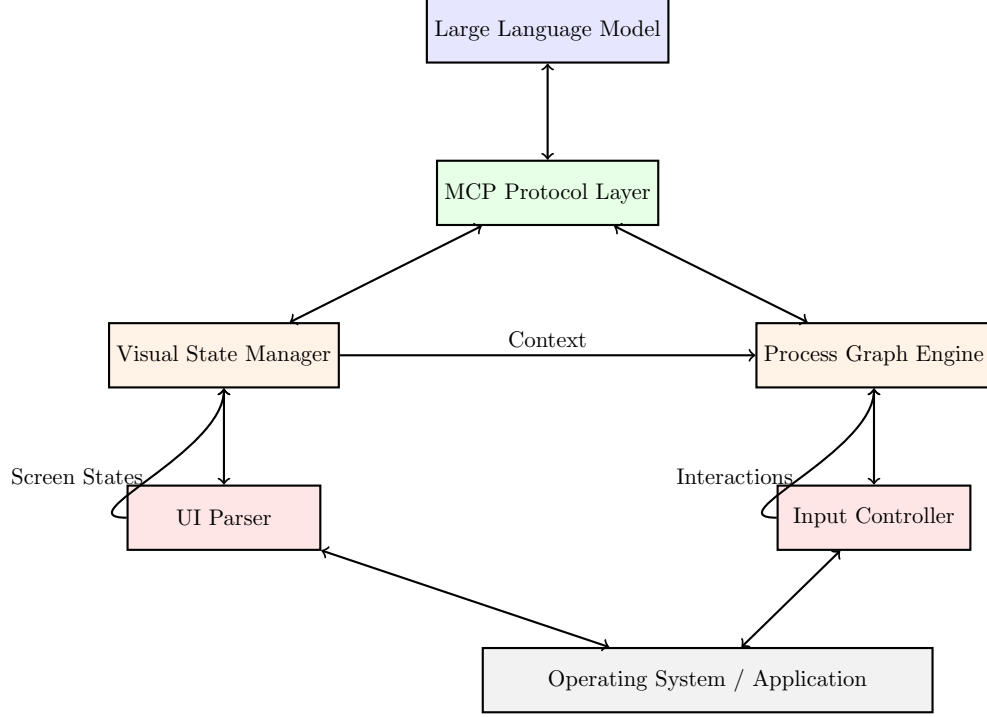 Large Language Model
MCP Protocol Layer
Context
Visual State Manager
Process Graph Engine
Screen States
Interactions
UI Parser
Input Controller
Operating System / Application